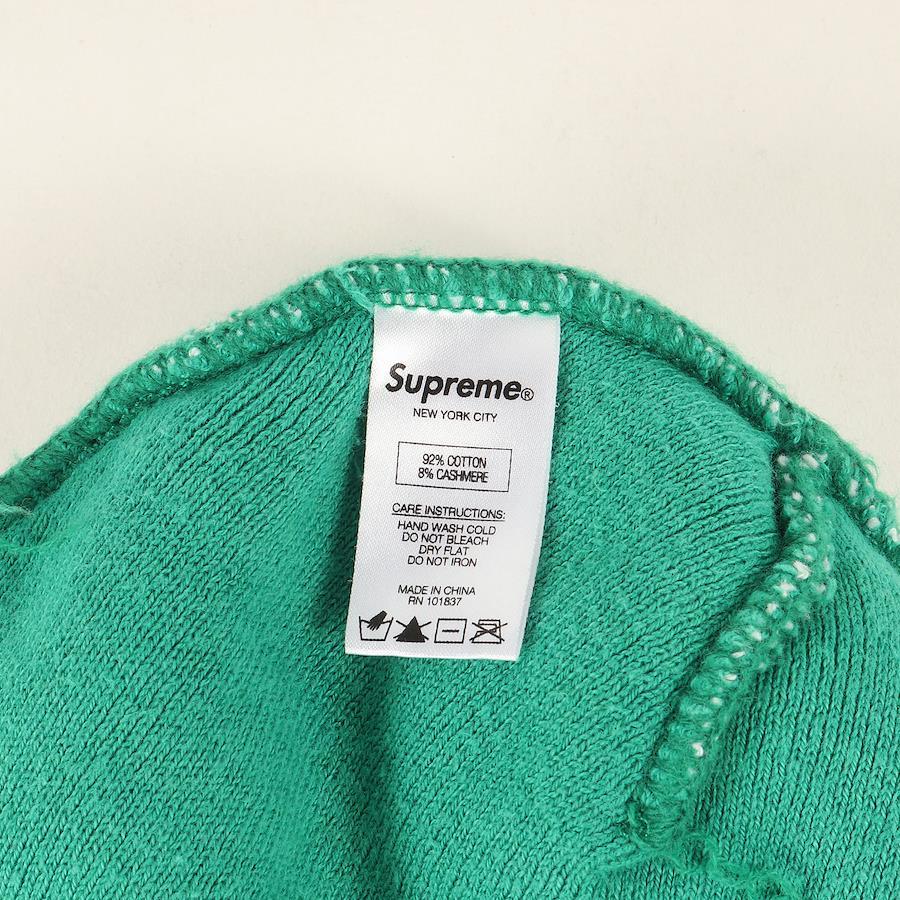 Supreme®
NEW YORK CITY
92% COTTON
8% CASHMERE
CARE INSTRUCTIONS:
HAND WASH COLD
DO NOT BLEACH
DRY FLAT
DO NOT IRON
MADE IN CHINA
RN 101837